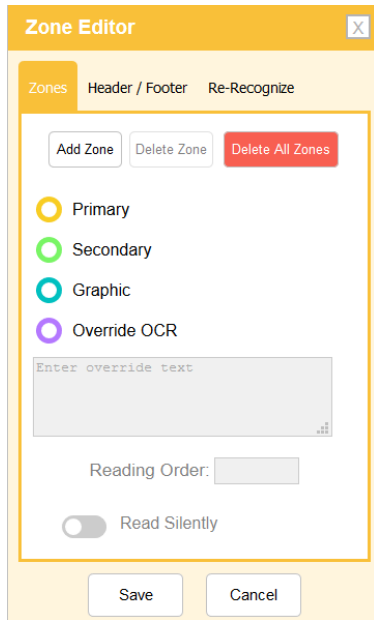 Zone Editor X
Zones Header / Footer Re-Recognize
Add Zone Delete Zone Delete All Zones
Primary
Secondary
Graphic
Override OCR
Enter override text
Reading Order:
Read Silently
Save Cancel